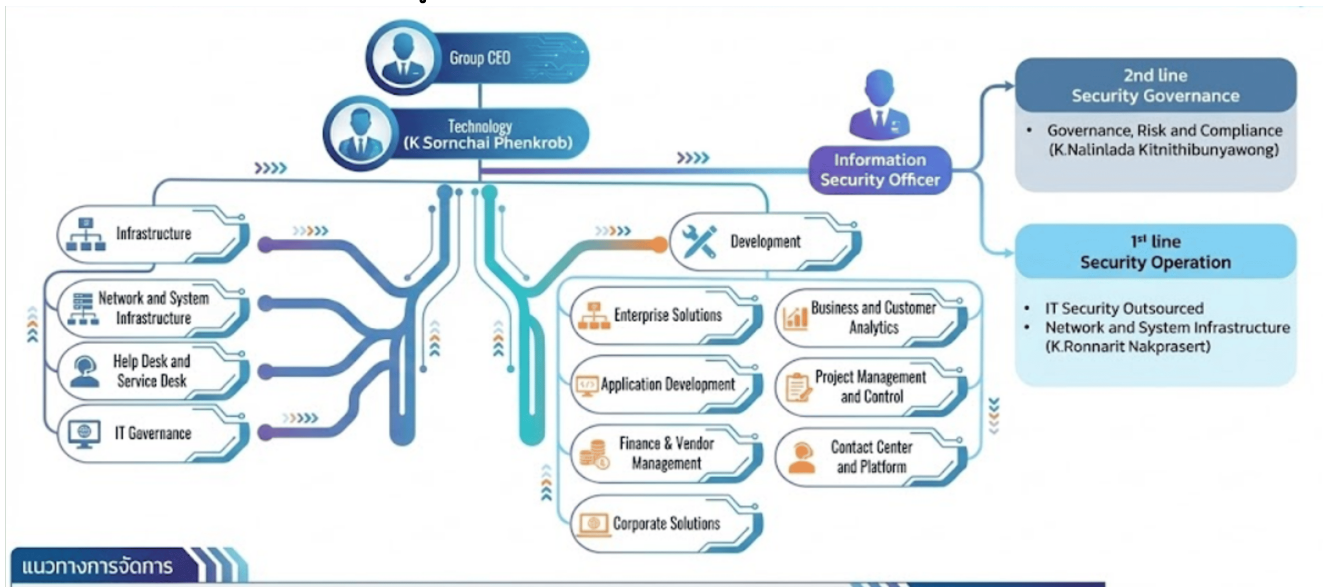 Group CEO
Technology
(K Sornchai Phenkrob)
Information
Security Officer
2nd line
Security Governance
• Governance, Risk and Compliance
(K.Nalinlada Kitnithibunyawong)
1st line
Security Operation
• IT Security Outsourced
• Network and System Infrastructure
(K.Ronnarit Nakprasert)
Infrastructure
Network and System
Infrastructure
Help Desk and
Service Desk
IT Governance
Development
Enterprise Solutions
Application Development
Finance & Vendor
Management
Corporate Solutions
Business and Customer
Analytics
Project Management
and Control
Contact Center
and Platform
แนวทางการจัดการ